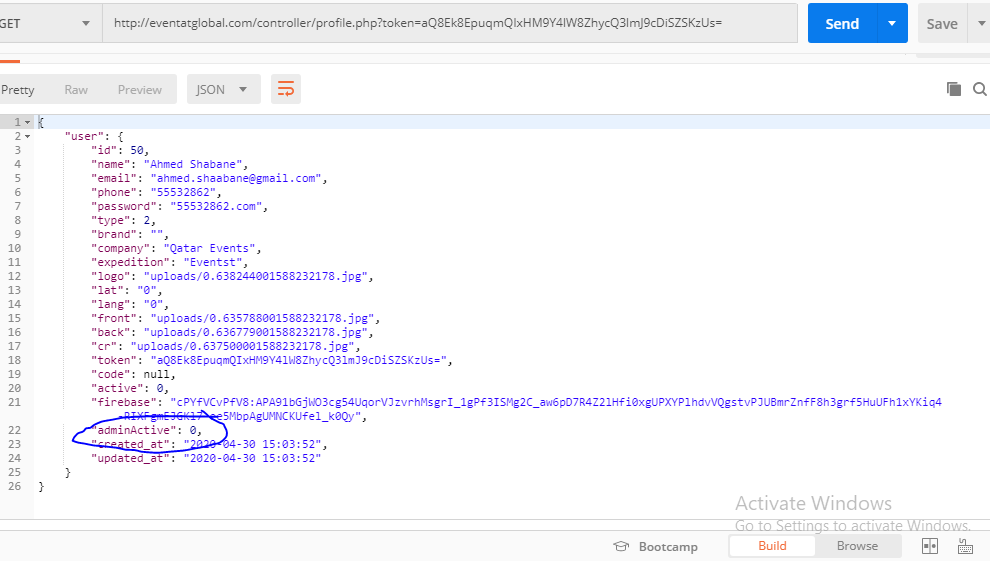 GET http://eventatglobal.com/controller/profile.php?token=aQ8Ek8EpuqmQIxHM9Y4lW8ZhycQ3lmJ9cDiSZSKzUs= Send Save
Pretty Raw Preview JSON
1 {
2 "user": {
3 "id": 50,
4 "name": "Ahmed Shabane",
5 "email": "ahmed.shaabane@gmail.com",
6 "phone": "55532862",
7 "password": "55532862.com",
8 "type": 2,
9 "brand": "",
10 "company": "Qatar Events",
11 "expedition": "Eventst",
12 "logo": "uploads/0.638244001588232178.jpg",
13 "lat": "0",
14 "lang": "0",
15 "front": "uploads/0.635788001588232178.jpg",
16 "back": "uploads/0.636779001588232178.jpg",
17 "cr": "uploads/0.637500001588232178.jpg",
18 "token": "aQ8Ek8EpuqmQIxHM9Y4lW8ZhycQ3lmJ9cDiSZSKzUs=",
19 "code": null,
20 "active": 0,
21 "firebase": "cPYfVCvPfV8:APA91bGjWO3cg54UqorVJzvrhMsgrI_1gPf3ISMg2C_aw6pD7R4Z2lHfi0xgUPXYPlhdvVQgstvPJUBmrZnfF8h3grf5HuUFh1xYKiq4
ee5MbpAgUMNCKUfel_k0Qy",
22 "adminActive": 0,
23 "created_at": "2020-04-30 15:03:52",
24 "updated_at": "2020-04-30 15:03:52"
25 }
26 }
Activate Windows
Go to Settings to activate Windows.
Bootcamp Build Browse